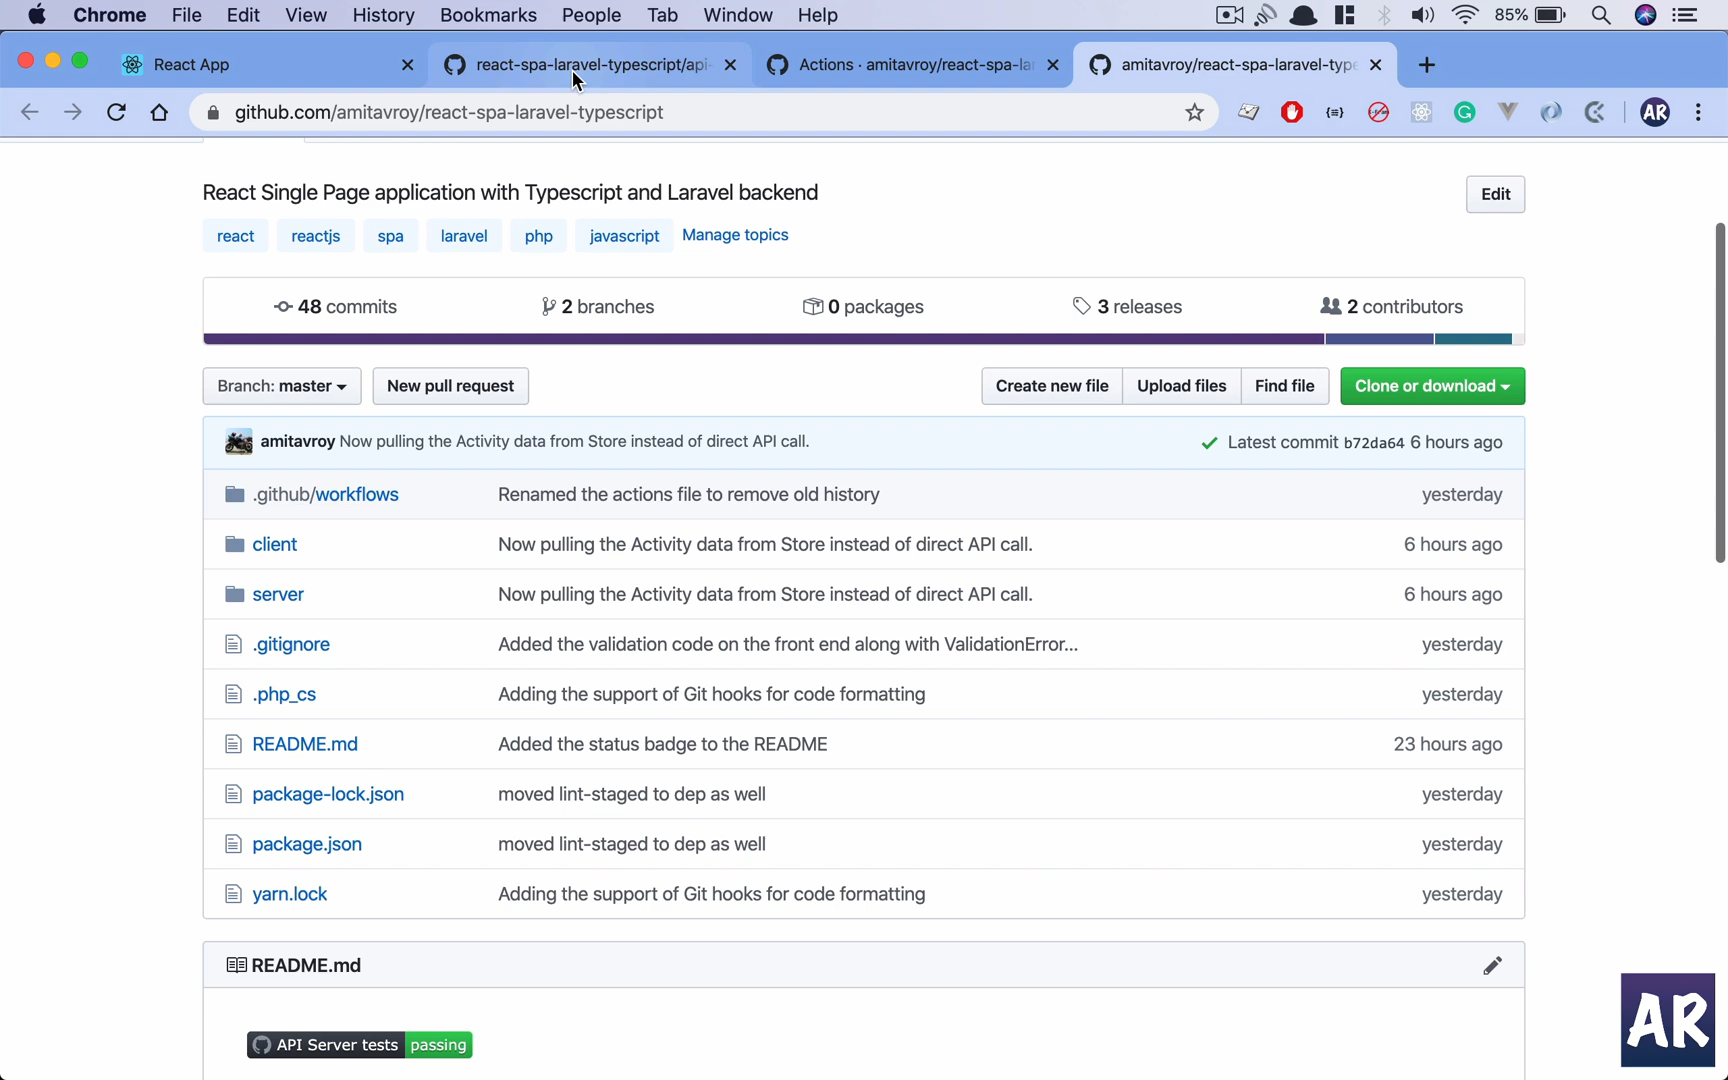 Chrome File Edit View History Bookmarks People Tab Window Help 85%
React App react-spa-laravel-typescript/api- Actions · amitavroy/react-spa-la amitavroy/react-spa-laravel-type
github.com/amitavroy/react-spa-laravel-typescript AR
React Single Page application with Typescript and Laravel backend Edit
react reactjs spa laravel php javascript Manage topics
48 commits 2 branches 0 packages 3 releases 2 contributors
Branch: master New pull request Create new file Upload files Find file Clone or download
amitavroy Now pulling the Activity data from Store instead of direct API call. Latest commit b72da64 6 hours ago
.github/workflows Renamed the actions file to remove old history yesterday
client Now pulling the Activity data from Store instead of direct API call. 6 hours ago
server Now pulling the Activity data from Store instead of direct API call. 6 hours ago
.gitignore Added the validation code on the front end along with ValidationError... yesterday
.php_cs Adding the support of Git hooks for code formatting yesterday
README.md Added the status badge to the README 23 hours ago
package-lock.json moved lint-staged to dep as well yesterday
package.json moved lint-staged to dep as well yesterday
yarn.lock Adding the support of Git hooks for code formatting yesterday
README.md
API Server tests passing
AR